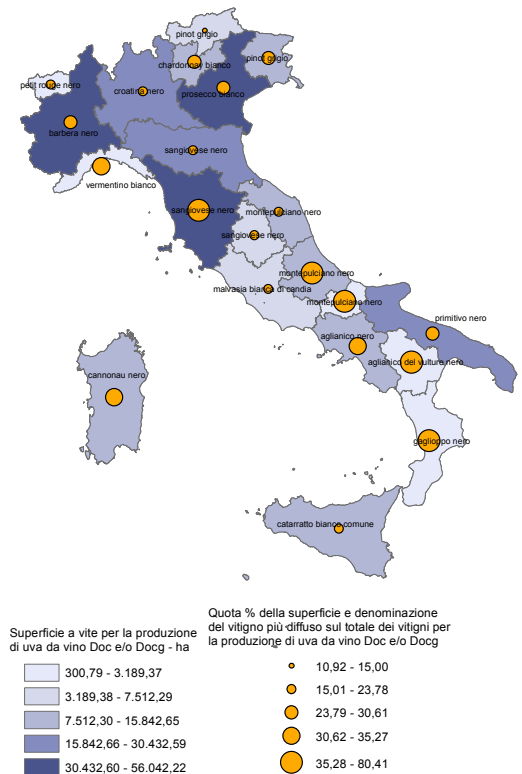 pinot grigio
chardonnay bianco
pinot grigio
petit rouge nero
croatina nero
prosecco bianco
barbera nero
sangiovese nero
vermentino bianco
sangiovese nero
montepulciano nero
sangiovese nero
montepulciano nero
malvasia bianca di candia
montepulciano nero
primitivo nero
aglianico nero
aglianico del vulture nero
cannonau nero
gaglioppo nero
catarratto bianco comune
Superficie a vite per la produzione
di uva da vino Doc e/o Docg - ha
300,79 - 3.189,37
3.189,38 - 7.512,29
7.512,30 - 15.842,65
15.842,66 - 30.432,59
30.432,60 - 56.042,22
Quota % della superficie e denominazione
del vitigno più diffuso sul totale dei vitigni per
la produzione di uva da vino Doc e/o Docg
10,92 - 15,00
15,01 - 23,78
23,79 - 30,61
30,62 - 35,27
35,28 - 80,41